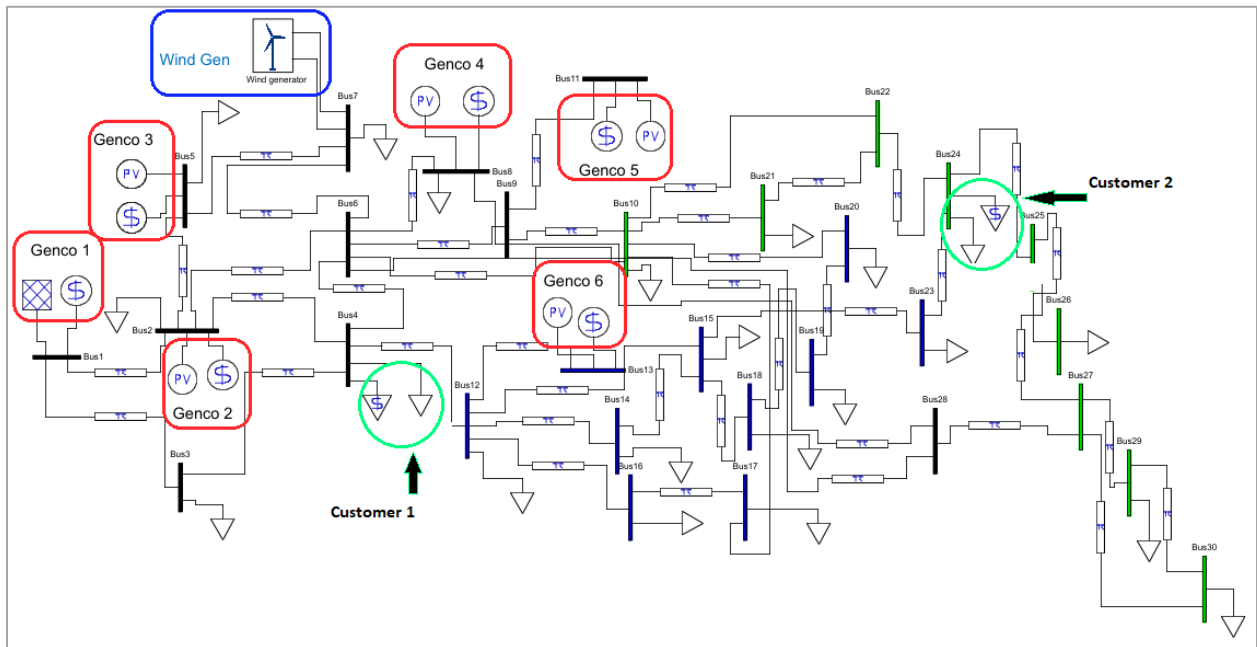 Wind Gen
Wind generator
Bus7
Genco 4
PV
$
Bus8
Bus11
$
PV
Genco 5
Bus22
Genco 3
PV
$
Bus5
Bus24
$
Customer 2
Bus25
Bus9
Bus21
Bus20
Bus6
Bus10
Genco 1
$
Bus1
Genco 6
PV
$
Bus13
Bus23
Bus26
Bus2
PV
$
Genco 2
Bus4
$
Customer 1
Bus15
Bus19
Bus12
Bus18
Bus27
Bus14
Bus28
Bus3
Bus16
Bus17
Bus29
Bus30